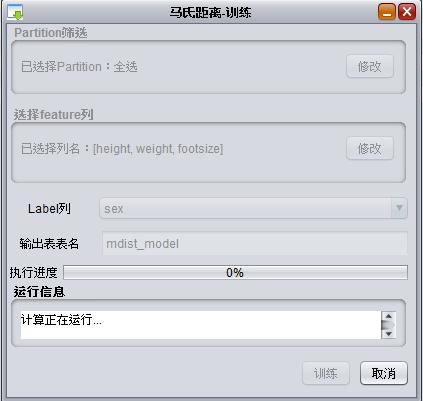 马氏距离-训练
Partition筛选
已选择Partition：全选
修改
选择feature列
已选择列名：[height, weight, footsize]
修改
Label列
sex
输出表表名
mdist_model
执行进度
0%
运行信息
计算正在运行...
训练
取消